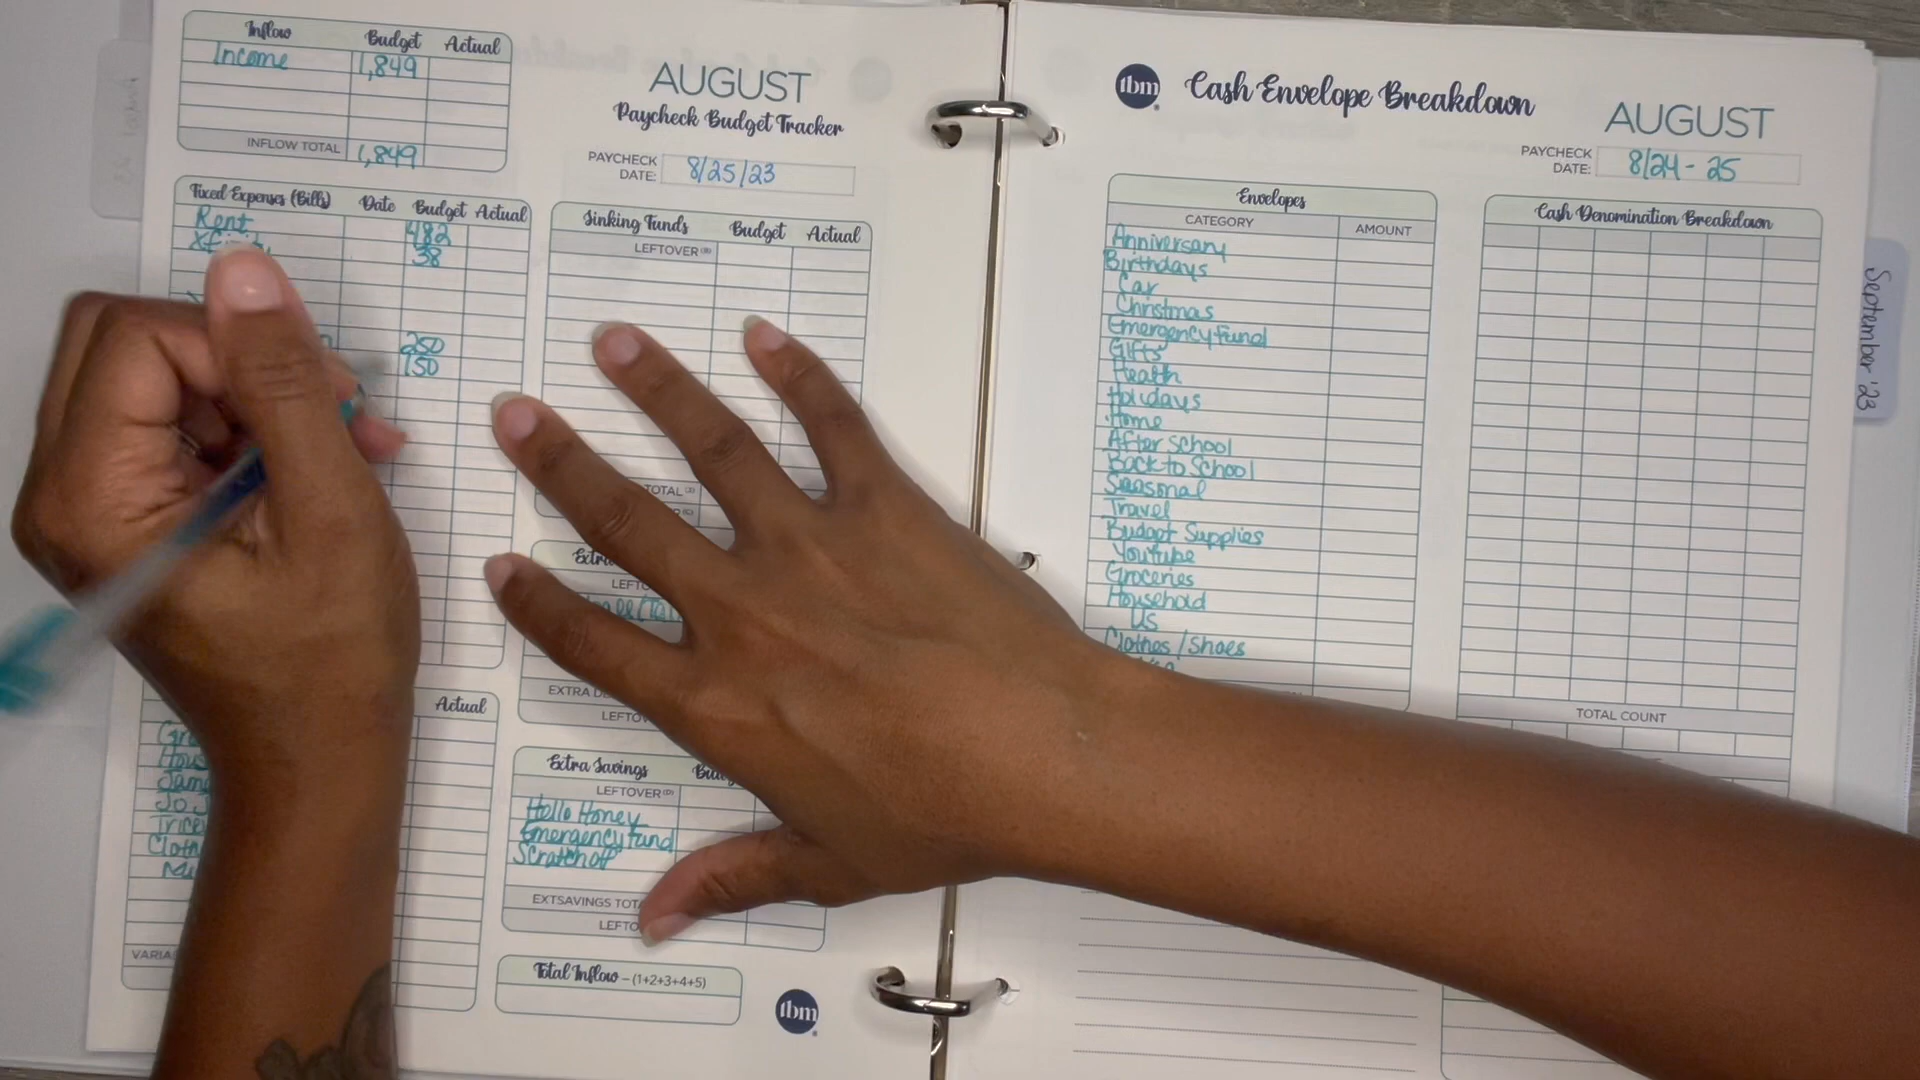 Inflow Budget Actual
Income 1,849
INFLOW TOTAL 1,849
AUGUST
Paycheck Budget Tracker
PAYCHECK DATE: 8/25/23
Fixed Expenses (Bills) Date Budget Actual
Rent 482
38
250
150
Sinking Funds Budget Actual
LEFTOVER (B)
TOTAL
Extra
EXTRA
Actual
Extra Savings
LEFTOVER (D)
Hello Honey
Emergency Fund
Scratch off
EXTSAVINGS
Total Inflow – (1+2+3+4+5)
tbm
tbm
Cash Envelope Breakdown
AUGUST
PAYCHECK DATE: 8/24 - 25
Envelopes
CATEGORY AMOUNT
Anniversary
Birthdays
Car
Christmas
Emergency Fund
Gifts
Health
Holidays
Home
After School
Back to School
Seasonal
Travel
Budget Supplies
YouTube
Groceries
Household
Us
Clothes / Shoes
Cash Denomination Breakdown
TOTAL COUNT
September '23